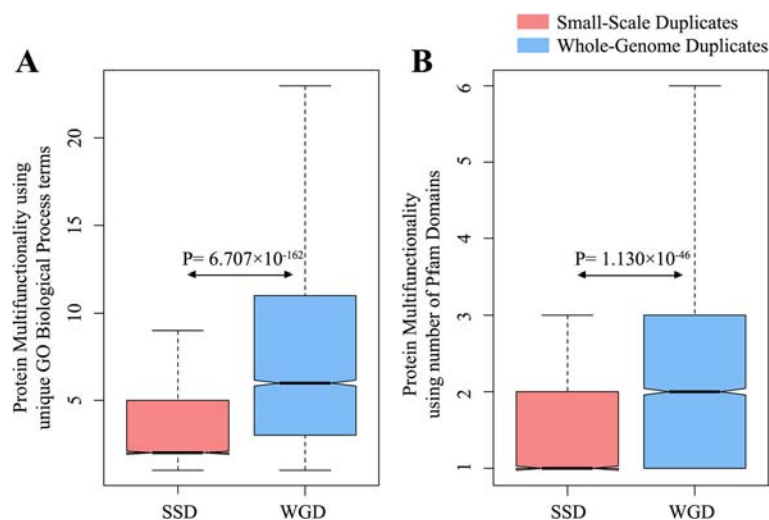 Small-Scale Duplicates
Whole-Genome Duplicates
A
Protein Multifunctionality using
unique GO Biological Process terms
5
10
15
20
P= 6.707×10⁻¹⁶²
SSD
WGD
B
Protein Multifunctionality
using number of Pfam Domains
1
2
3
4
5
6
P= 1.130×10⁻⁴⁶
SSD
WGD